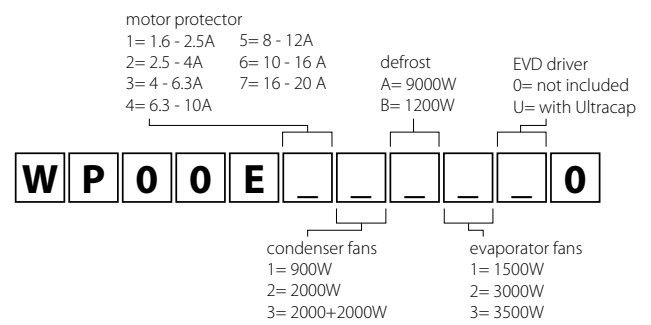 motor protector
1= 1.6 - 2.5A 5= 8 - 12A
2= 2.5 - 4A 6= 10 - 16 A
3= 4 - 6.3A 7= 16 - 20 A
4= 6.3 - 10A
defrost
A= 9000W
B= 1200W
EVD driver
0= not included
U= with Ultracap
W P 0 0 E _ _ _ _ _ 0
condenser fans
1= 900W
2= 2000W
3= 2000+2000W
evaporator fans
1= 1500W
2= 3000W
3= 3500W